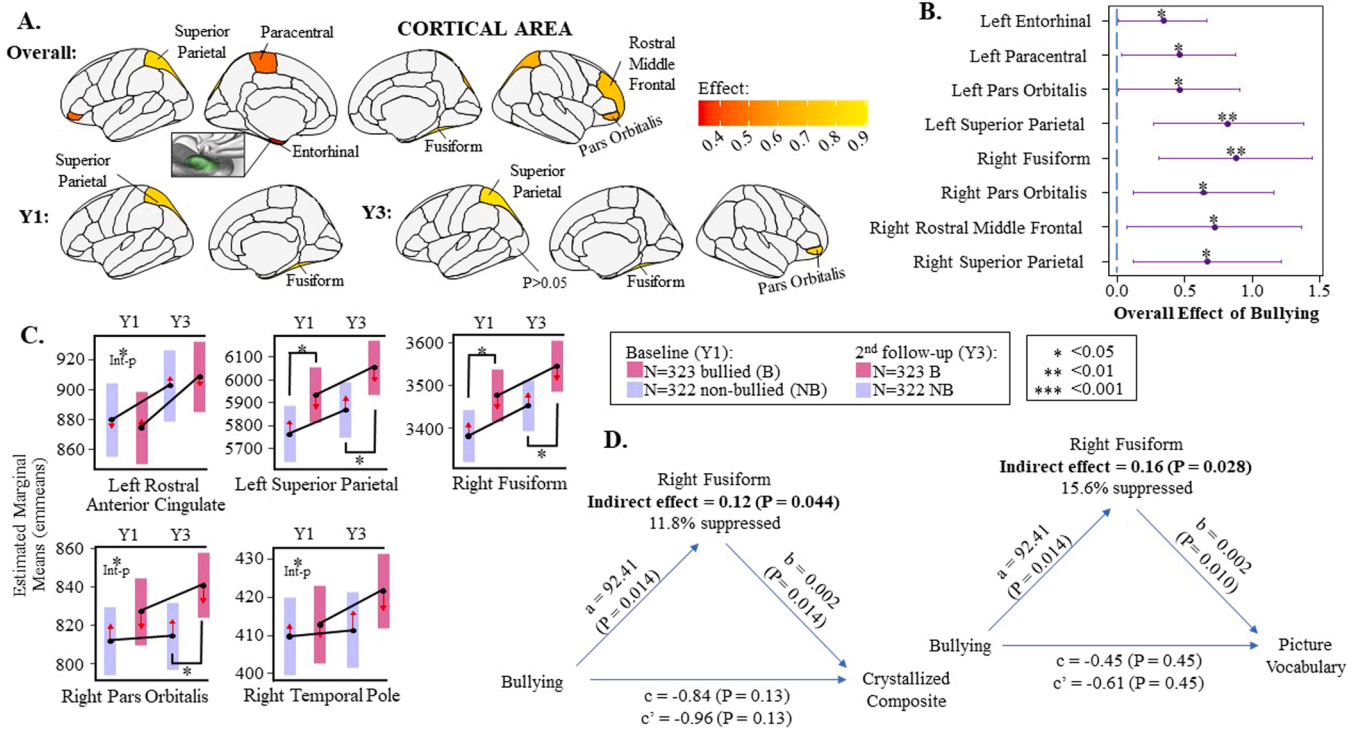 A.
CORTICAL AREA
Overall:
Superior
Parietal
Paracentral
Rostral
Middle
Frontal
Pars Orbitalis
Entorhinal
Fusiform
Effect:
0.4 0.5 0.6 0.7 0.8 0.9
Y1:
Superior
Parietal
Fusiform
Y3:
Superior
Parietal
P>0.05
Fusiform
Pars Orbitalis
B.
Left Entorhinal *
Left Paracentral *
Left Pars Orbitalis *
Left Superior Parietal **
Right Fusiform **
Right Pars Orbitalis *
Right Rostral Middle Frontal *
Right Superior Parietal *
0.0 0.5 1.0 1.5
Overall Effect of Bullying
C.
Estimated Marginal
Means (emmeans)
Y1 Y3
920
900
880
860
*
Int-p
Left Rostral
Anterior Cingulate
Y1 Y3
6100
6000
5900
5800
5700
*
*
Left Superior Parietal
Y1 Y3
3600
3500
3400
*
*
Right Fusiform
Y1 Y3
860
840
820
800
*
Int-p
*
Right Pars Orbitalis
Y1 Y3
430
420
410
400
*
Int-p
Right Temporal Pole
Baseline (Y1):
N=323 bullied (B)
N=322 non-bullied (NB)
2nd follow-up (Y3):
N=323 B
N=322 NB
* <0.05
** <0.01
*** <0.001
D.
Right Fusiform
Indirect effect = 0.12 (P = 0.044)
11.8% suppressed
a = 92.41
(P = 0.014)
b = 0.002
(P = 0.014)
Bullying
Crystallized
Composite
c = -0.84 (P = 0.13)
c’ = -0.96 (P = 0.13)
Right Fusiform
Indirect effect = 0.16 (P = 0.028)
15.6% suppressed
a = 92.41
(P = 0.014)
b = 0.002
(P = 0.010)
Bullying
Picture
Vocabulary
c = -0.45 (P = 0.45)
c’ = -0.61 (P = 0.45)